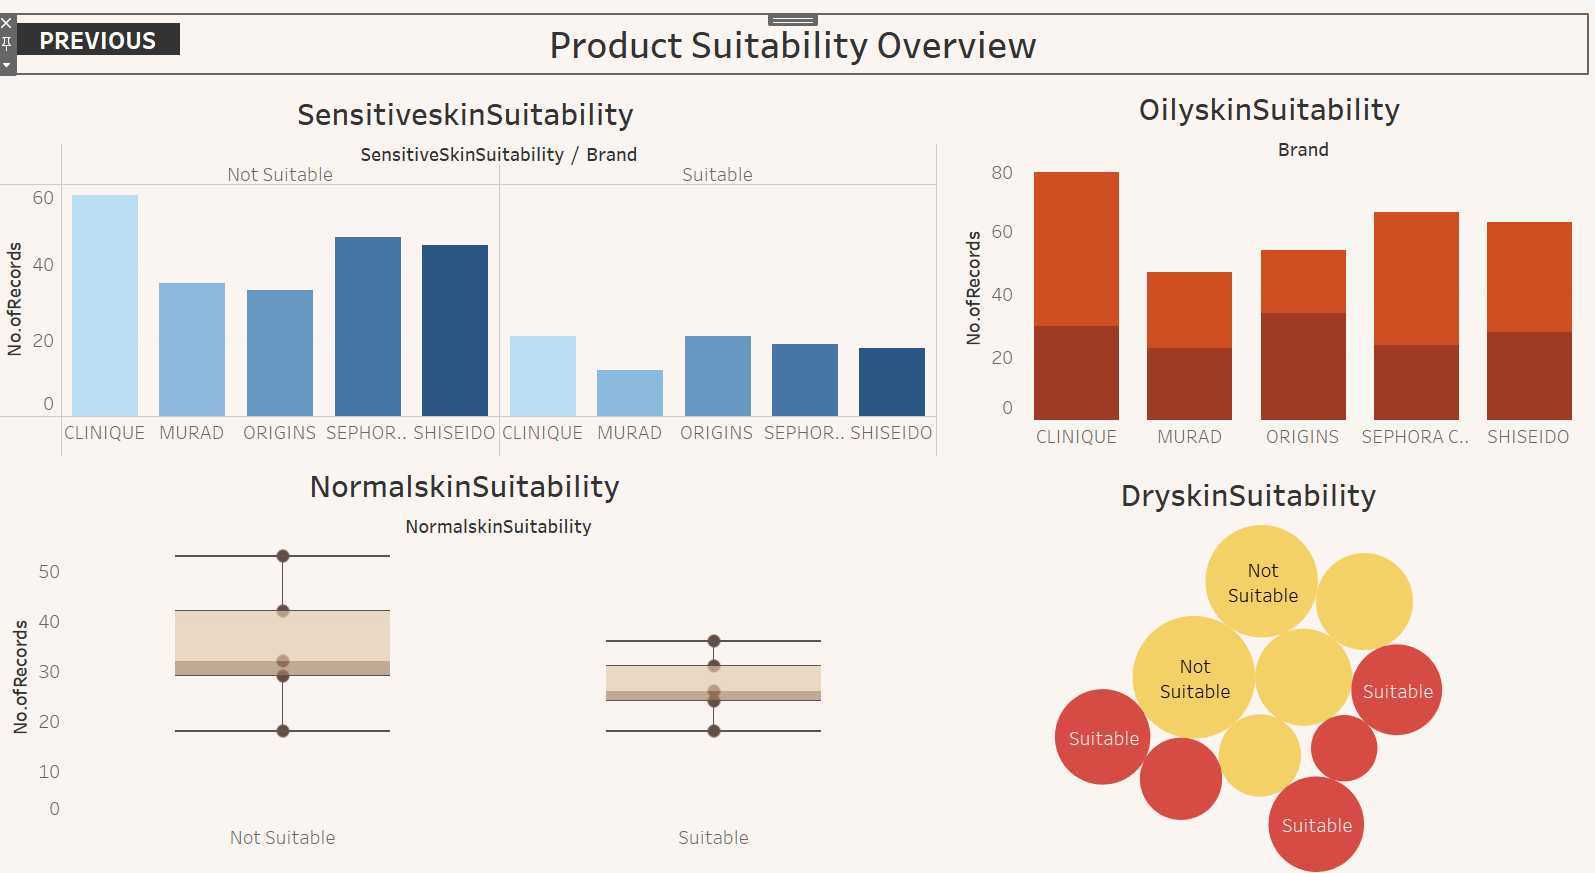 PREVIOUS
Product Suitability Overview
SensitiveskinSuitability
SensitiveSkinSuitability / Brand
Not Suitable
Suitable
No.ofRecords
60
40
20
0
CLINIQUE
MURAD
ORIGINS
SEPHOR..
SHISEIDO
CLINIQUE
MURAD
ORIGINS
SEPHOR..
SHISEIDO
OilyskinSuitability
Brand
No.ofRecords
80
60
40
20
0
CLINIQUE
MURAD
ORIGINS
SEPHORA C..
SHISEIDO
NormalskinSuitability
NormalskinSuitability
No.ofRecords
50
40
30
20
10
0
Not Suitable
Suitable
DryskinSuitability
Not
Suitable
Not
Suitable
Suitable
Suitable
Suitable